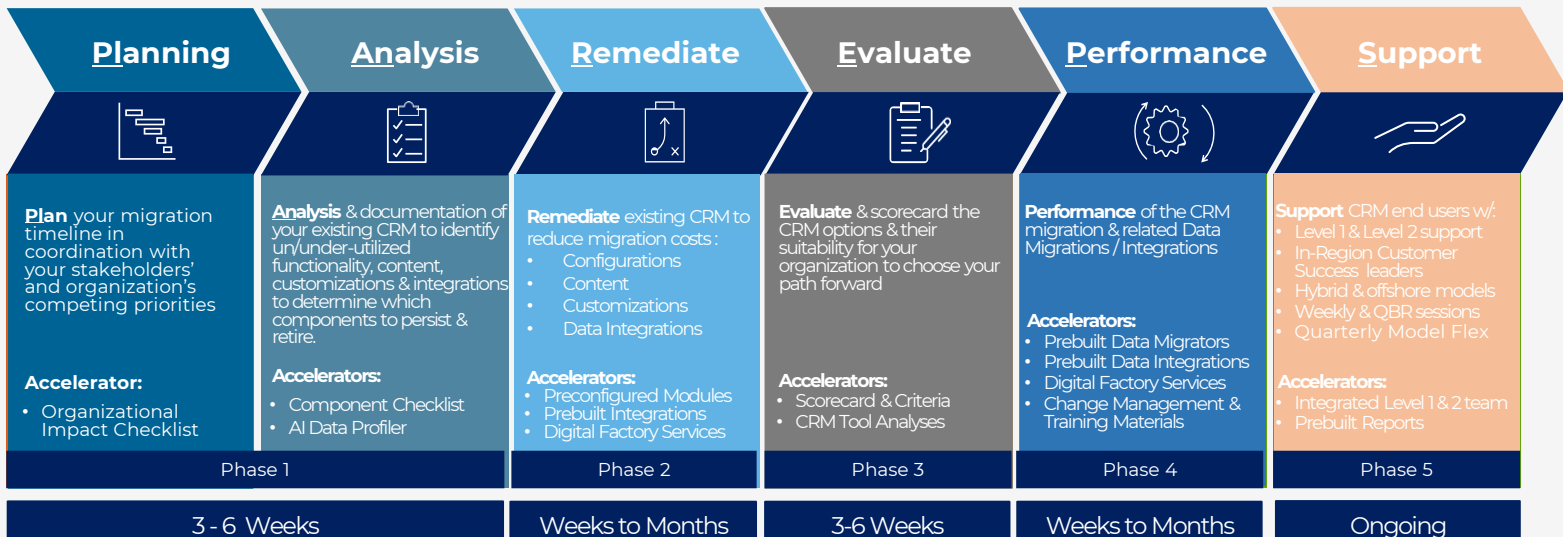 Planning
Analysis
Remediate
Evaluate
Performance
Support
Plan your migration
timeline in
coordination with
your stakeholders'
and organization's
competing priorities
Accelerator:
• Organizational
Impact Checklist
Analysis & documentation of
your existing CRM to identify
un/under-utilized
functionality, content,
customizations & integrations
to determine which
components to persist &
retire.
Accelerators:
• Component Checklist
• AI Data Profiler
Remediate existing CRM to
reduce migration costs :
• Configurations
• Content
• Customizations
• Data Integrations
Accelerators:
• Preconfigured Modules
• Prebuilt Integrations
• Digital Factory Services
Evaluate & scorecard the
CRM options & their
suitability for your
organization to choose your
path forward
Accelerators:
• Scorecard & Criteria
• CRM Tool Analyses
Performance of the CRM
migration & related Data
Migrations / Integrations
Accelerators:
• Prebuilt Data Migrators
• Prebuilt Data Integrations
• Digital Factory Services
• Change Management &
Training Materials
Support CRM end users w/:
• Level 1 & Level 2 support
• In-Region Customer
Success leaders
• Hybrid & offshore models
• Weekly & QBR sessions
• Quarterly Model Flex
Accelerators:
• Integrated Level 1 & 2 team
• Prebuilt Reports
Phase 1
Phase 2
Phase 3
Phase 4
Phase 5
3 - 6 Weeks
Weeks to Months
3-6 Weeks
Weeks to Months
Ongoing